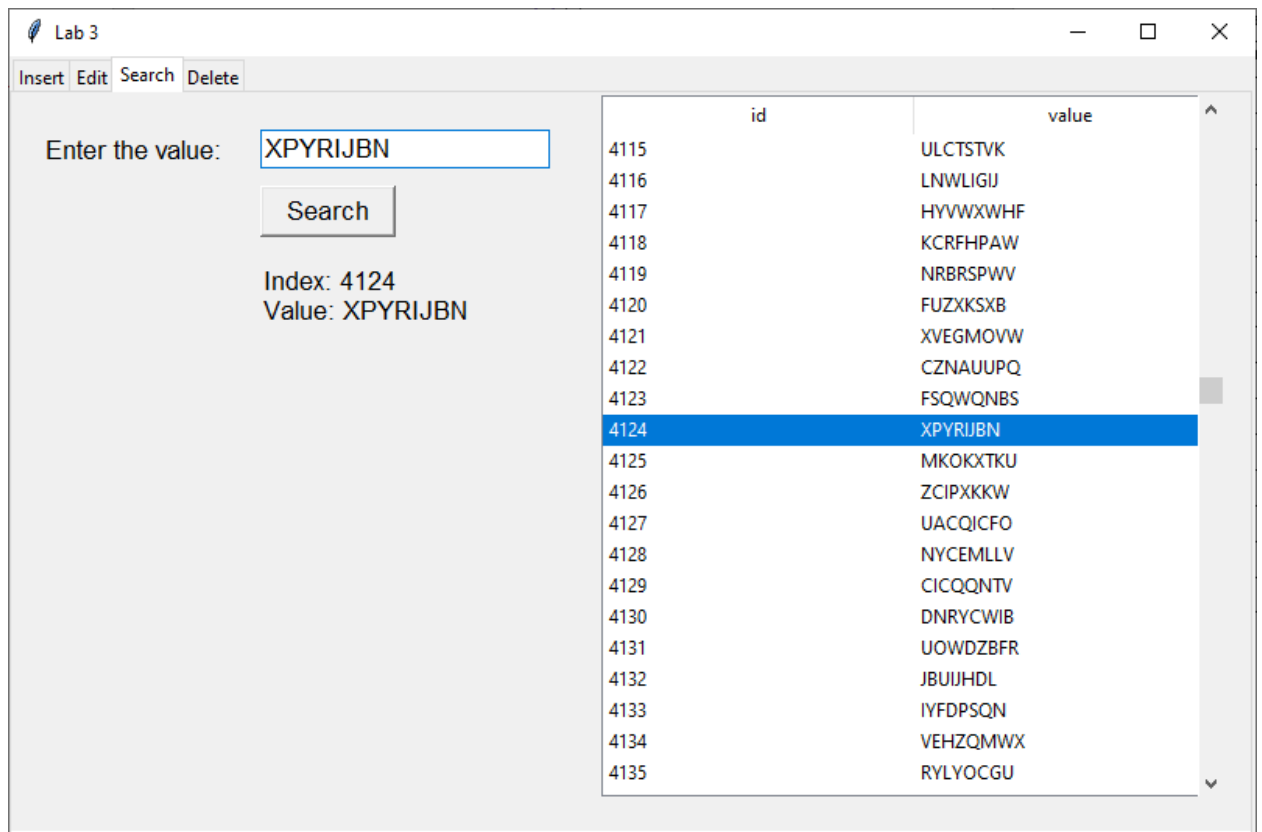 Lab 3
Insert Edit Search Delete
Enter the value: XPYRIJBN
Search
Index: 4124
Value: XPYRIJBN
id value
4115 ULCTSTVK
4116 LNWLIGIJ
4117 HYVWXWHF
4118 KCRFHPAW
4119 NRBRSPWV
4120 FUZXKSXB
4121 XVEGMOVW
4122 CZNAUUPQ
4123 FSQWQNBS
4124 XPYRIJBN
4125 MKOKXTKU
4126 ZCIPXKKW
4127 UACQICFO
4128 NYCEMLLV
4129 CICQQNTV
4130 DNRYCWIB
4131 UOWDZBFR
4132 JBUIJHDL
4133 IYFDPSQN
4134 VEHZQMWX
4135 RYLYOCGU